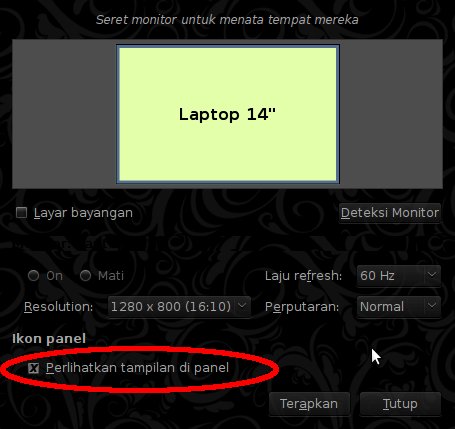 Seret monitor untuk menata tempat mereka
Laptop 14"
Layar bayangan
Deteksi Monitor
On
Mati
Laju refresh:
60 Hz
Resolution:
1280 x 800 (16:10)
Perputaran:
Normal
Ikon panel
Perlihatkan tampilan di panel
Terapkan
Tutup